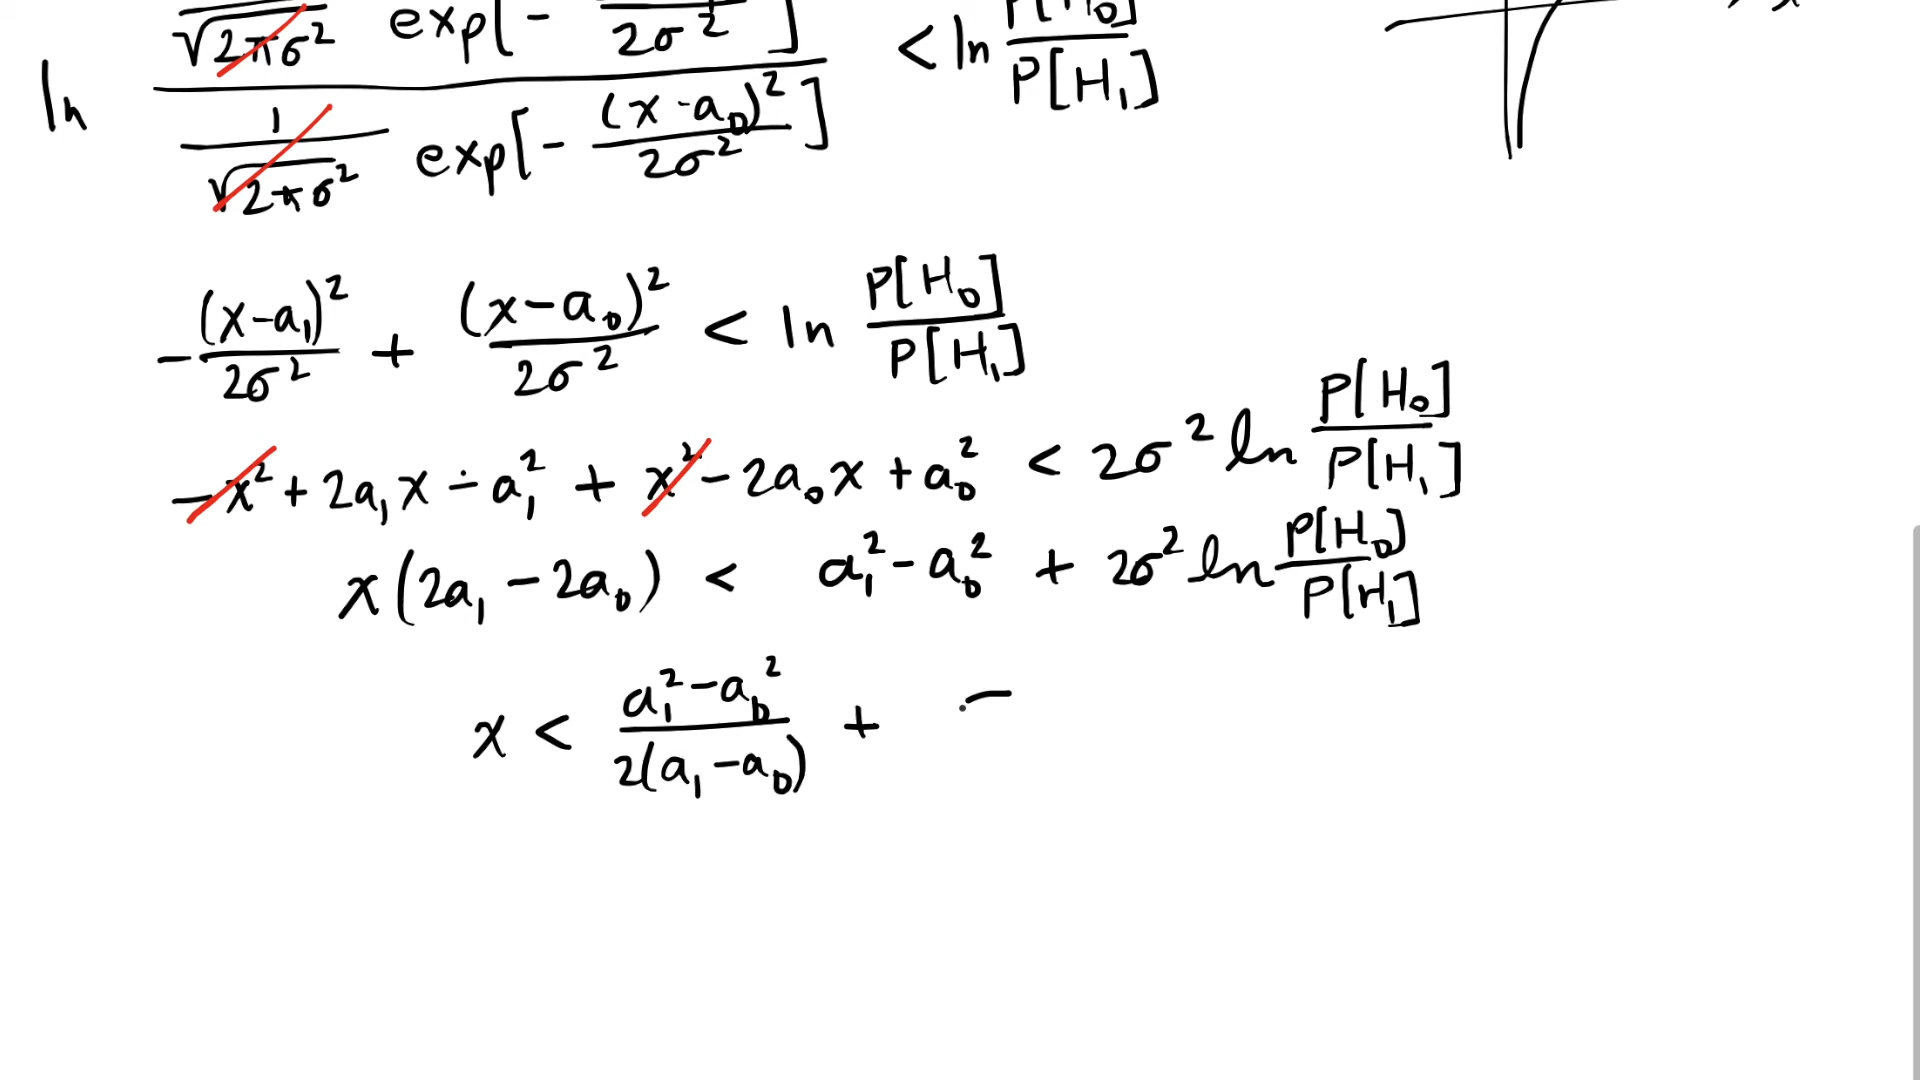 ln √2πσ² exp[- 2σ²] < ln P[H₀] / P[H₁]
1 / √2πσ² exp[- (x - a₀)² / 2σ²]
- (x-a₁)² / 2σ² + (x-a₀)² / 2σ² < ln P[H₀] / P[H₁]
-x² + 2a₁x - a₁² + x² - 2a₀x + a₀² < 2σ² ln P[H₀] / P[H₁]
x(2a₁ - 2a₀) < a₁² - a₀² + 2σ² ln P[H₀] / P[H₁]
x < a₁² - a₀² / 2(a₁ - a₀) +